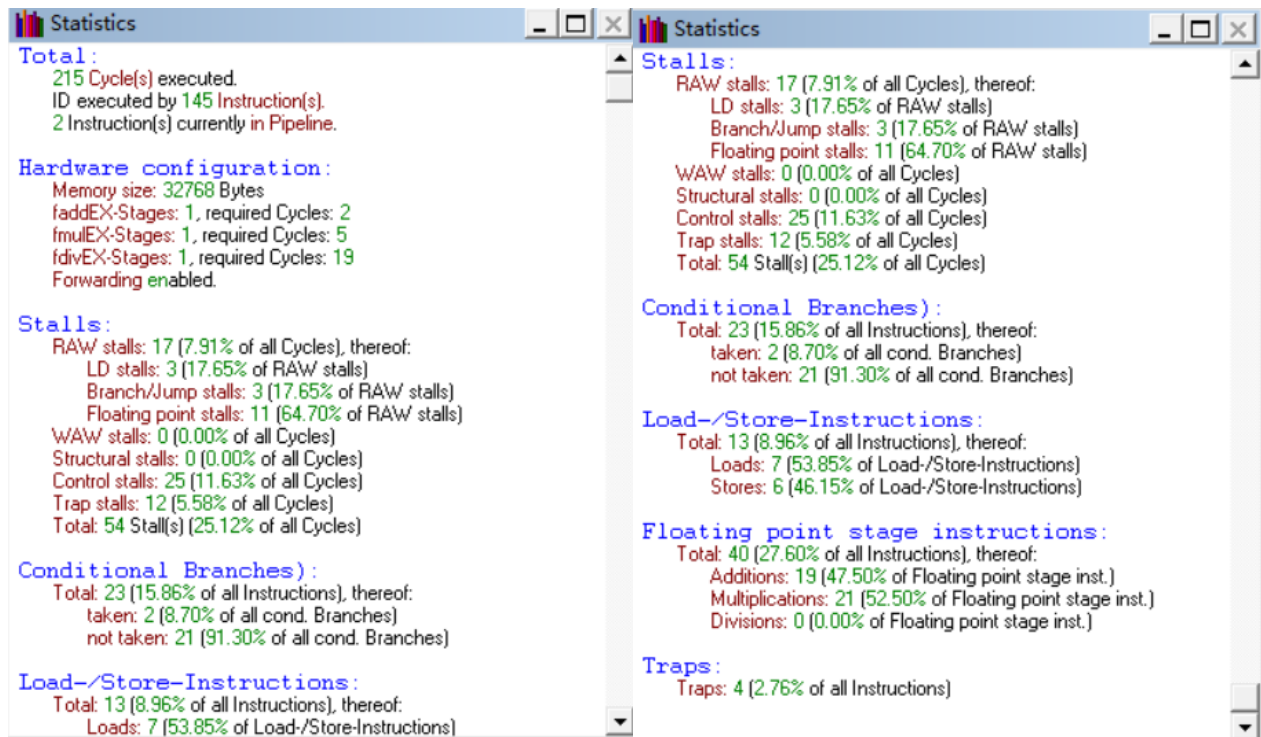 Statistics
Total:
215 Cycle(s) executed.
ID executed by 145 Instruction(s).
2 Instruction(s) currently in Pipeline.
Hardware configuration:
Memory size: 32768 Bytes
faddEX-Stages: 1, required Cycles: 2
fmulEX-Stages: 1, required Cycles: 5
fdivEX-Stages: 1, required Cycles: 19
Forwarding enabled.
Stalls:
RAW stalls: 17 (7.91% of all Cycles), thereof:
LD stalls: 3 (17.65% of RAW stalls)
Branch/Jump stalls: 3 (17.65% of RAW stalls)
Floating point stalls: 11 (64.70% of RAW stalls)
WAW stalls: 0 (0.00% of all Cycles)
Structural stalls: 0 (0.00% of all Cycles)
Control stalls: 25 (11.63% of all Cycles)
Trap stalls: 12 (5.58% of all Cycles)
Total: 54 Stall(s) (25.12% of all Cycles)
Conditional Branches):
Total: 23 (15.86% of all Instructions), thereof:
taken: 2 (8.70% of all cond. Branches)
not taken: 21 (91.30% of all cond. Branches)
Load-/Store-Instructions:
Total: 13 (8.96% of all Instructions), thereof:
Loads: 7 (53.85% of Load-/Store-Instructions)
Statistics
Stalls:
RAW stalls: 17 (7.91% of all Cycles), thereof:
LD stalls: 3 (17.65% of RAW stalls)
Branch/Jump stalls: 3 (17.65% of RAW stalls)
Floating point stalls: 11 (64.70% of RAW stalls)
WAW stalls: 0 (0.00% of all Cycles)
Structural stalls: 0 (0.00% of all Cycles)
Control stalls: 25 (11.63% of all Cycles)
Trap stalls: 12 (5.58% of all Cycles)
Total: 54 Stall(s) (25.12% of all Cycles)
Conditional Branches):
Total: 23 (15.86% of all Instructions), thereof:
taken: 2 (8.70% of all cond. Branches)
not taken: 21 (91.30% of all cond. Branches)
Load-/Store-Instructions:
Total: 13 (8.96% of all Instructions), thereof:
Loads: 7 (53.85% of Load-/Store-Instructions)
Stores: 6 (46.15% of Load-/Store-Instructions)
Floating point stage instructions:
Total: 40 (27.60% of all Instructions), thereof:
Additions: 19 (47.50% of Floating point stage inst.)
Multiplications: 21 (52.50% of Floating point stage inst.)
Divisions: 0 (0.00% of Floating point stage inst.)
Traps:
Traps: 4 (2.76% of all Instructions)